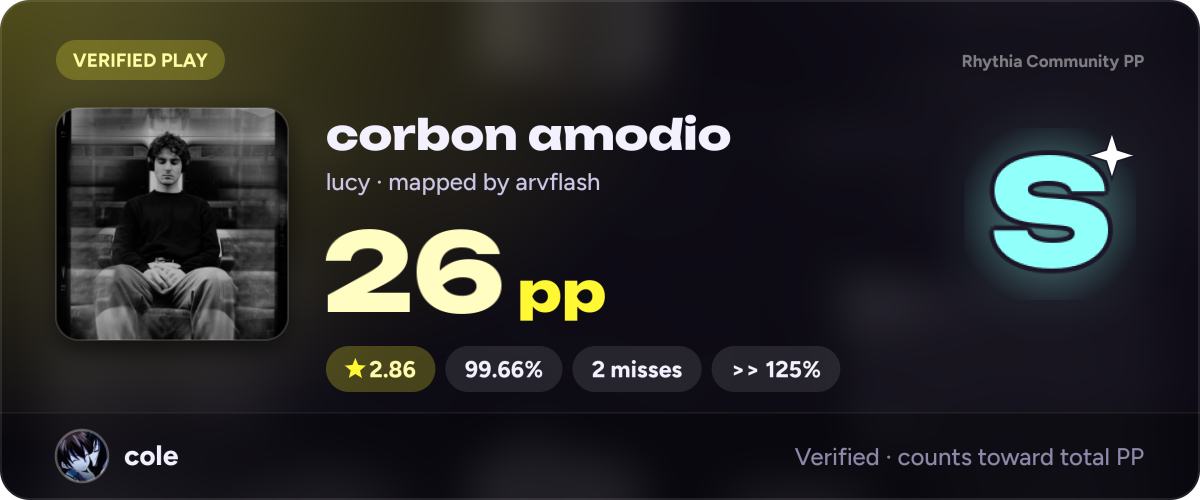 VERIFIED PLAY
Rhythia Community PP
corbon amodio
lucy · mapped by arvflash
26 pp
★2.86
99.66%
2 misses
>> 125%
S
cole
Verified · counts toward total PP